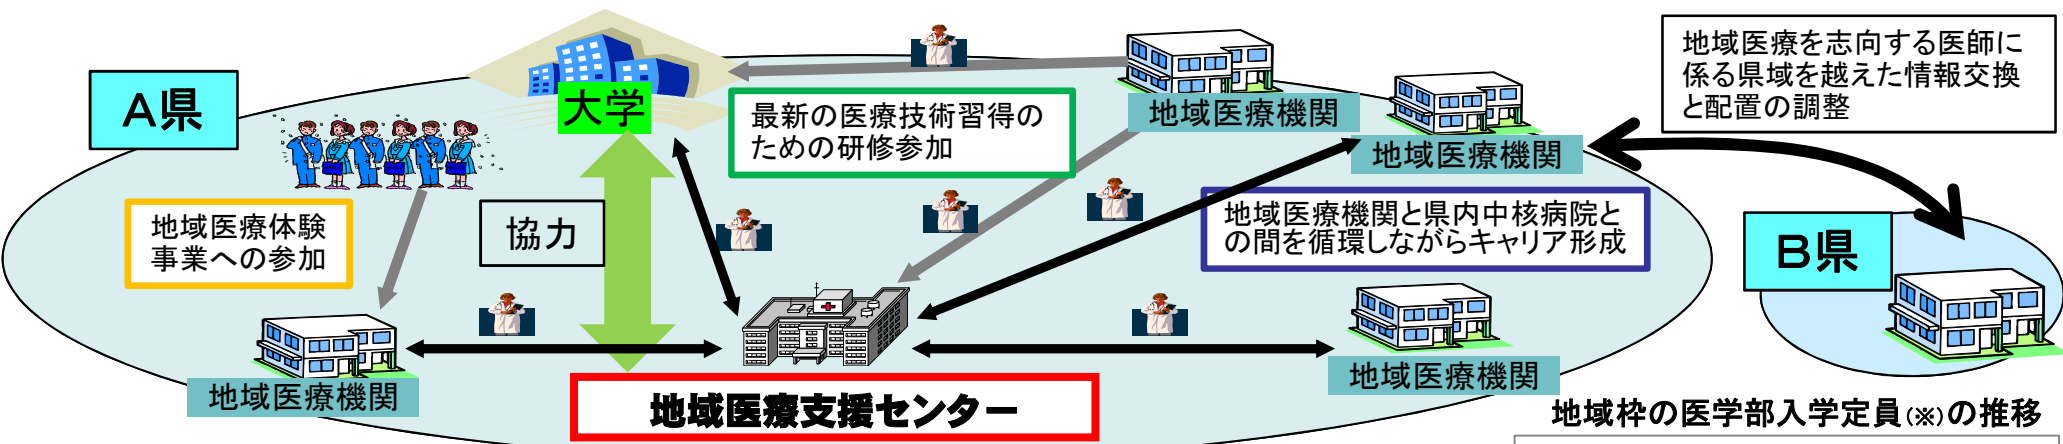 A県
大学
地域医療機関
地域医療を志向する医師に
係る県域を越えた情報交換
と配置の調整
最新の医療技術習得の
ための研修参加
地域医療機関
地域医療体験
事業への参加
協力
地域医療機関と県内中核病院と
の間を循環しながらキャリア形成
B県
地域医療機関
地域医療支援センター
地域医療機関
地域枠の医学部入学定員(※)の推移